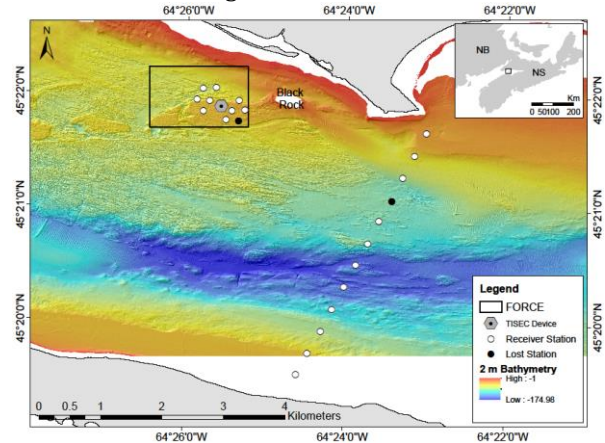 64°26'0"W 64°24'0"W 64°22'0"W
N
NB
NS
Km
0 50 100
Black
Rock
45°22'0"N
45°22'0"N
45°21'0"N
45°21'0"N
45°20'0"N
45°20'0"N
Legend
FORCE
TISEC Device
Receiver Station
Lost Station
2 m Bathymetry
High : -1
Low : -174.98
0 0.5 1 2 3 4
Kilometers
64°26'0"W 64°24'0"W 64°22'0"W